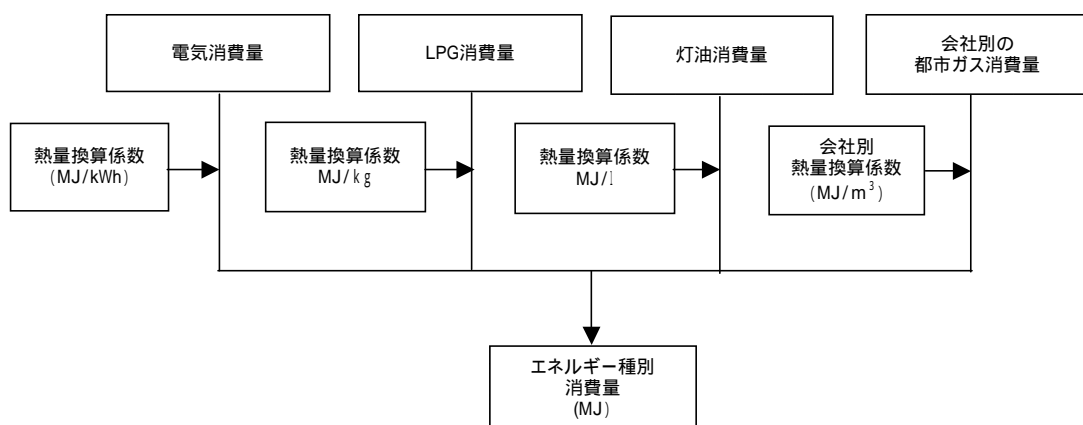 電気消費量
LPG消費量
灯油消費量
会社別の
都市ガス消費量
熱量換算係数
(MJ/kWh)
熱量換算係数
MJ/kg
熱量換算係数
MJ/l
会社別
熱量換算係数
(MJ/m³)
エネルギー種別
消費量
(MJ)